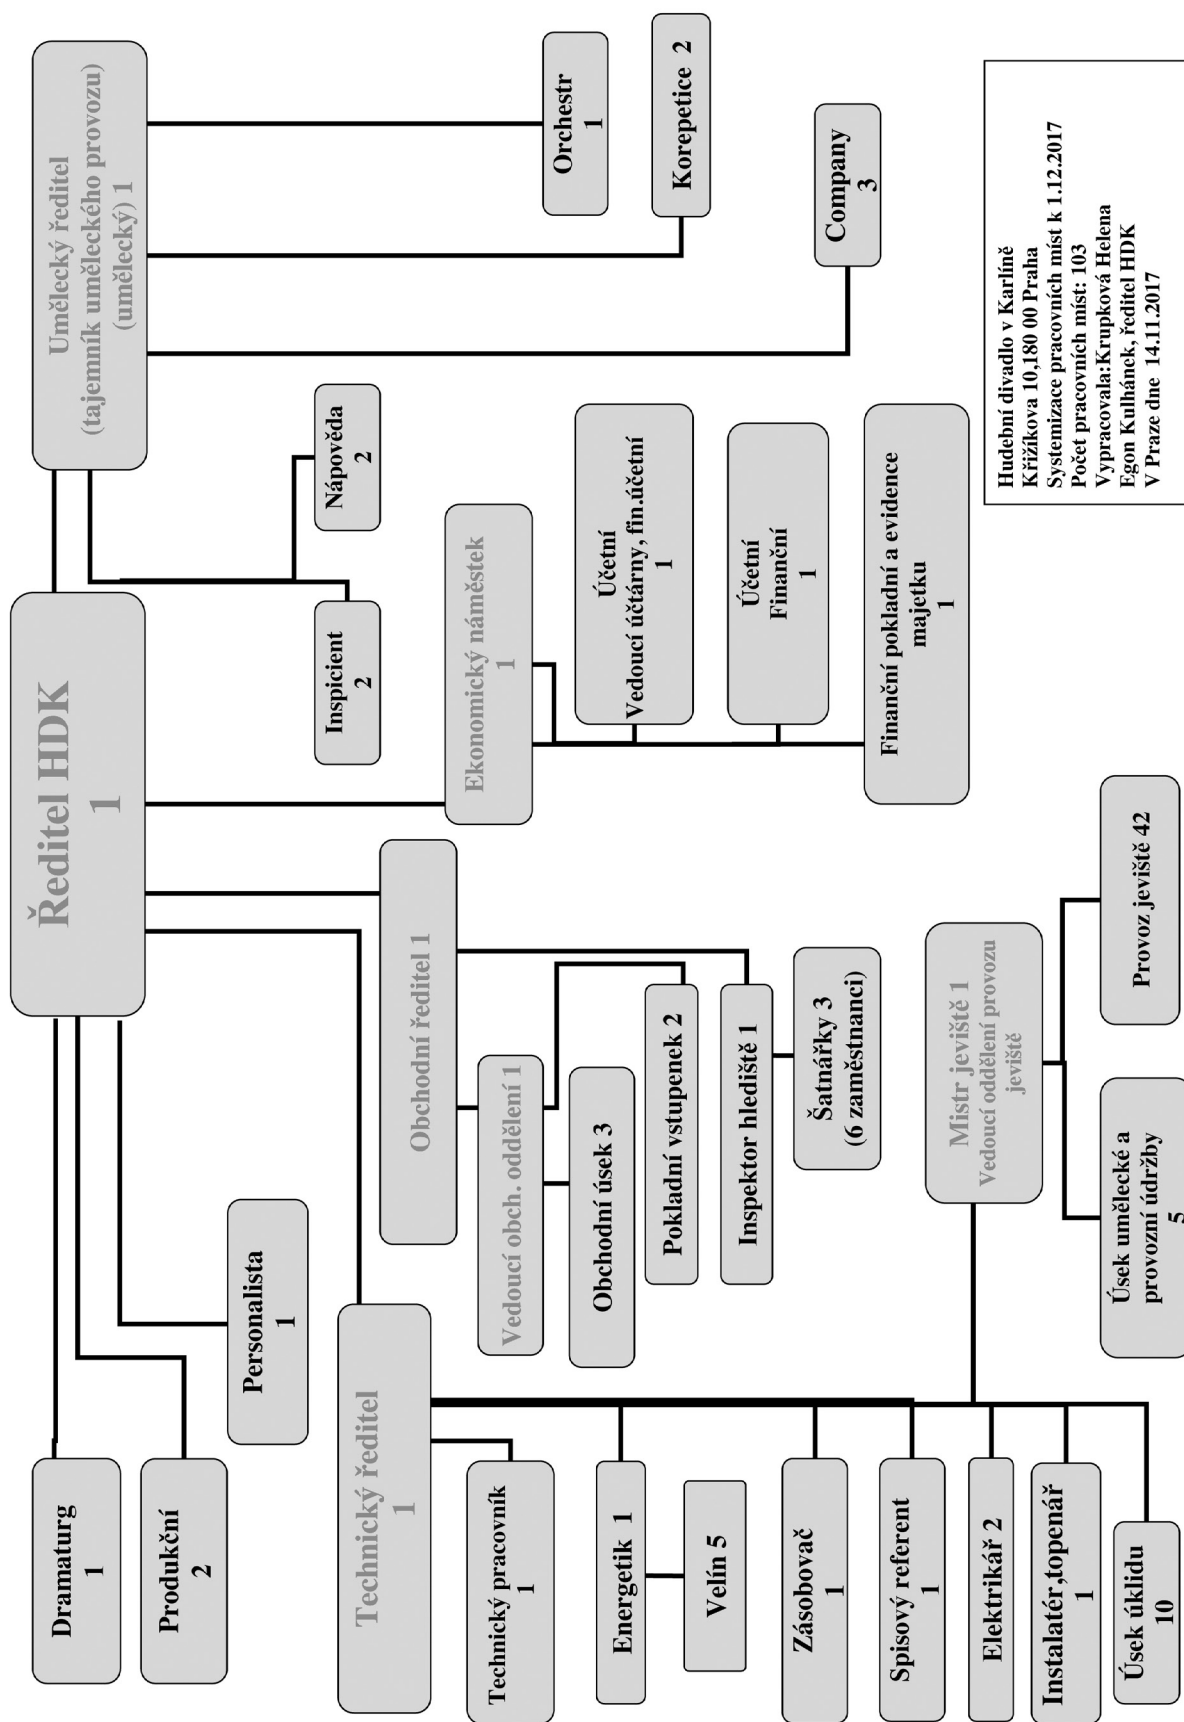 Ředitel HDK
1
Umělecký ředitel
(tajemník uměleckého provozu)
(umělecký) 1
Dramaturg
1
Produkční
2
Personalista
1
Inspicient
2
Nápověda
2
Orchestr
1
Korepetice 2
Company
3
Technický ředitel
1
Obchodní ředitel 1
Ekonomický náměstek
1
Technický pracovník
1
Energetik 1
Velín 5
Zásobovač
1
Spisový referent
1
Elektrikář 2
Instalatér,topenář
1
Úsek úklidu
10
Vedoucí obch. oddělení 1
Obchodní úsek 3
Pokladní vstupenek 2
Inspektor hlediště 1
Šatnářky 3
(6 zaměstnanci)
Účetní
Vedoucí účtárny, fin.účetní
1
Účetní
Finanční
1
Finanční pokladní a evidence
majetku
1
Mistr jeviště 1
Vedoucí oddělení provozu
jeviště
Úsek umělecké a
provozní údržby
5
Provoz jeviště 42
Hudební divadlo v Karlíně
Křižíkova 10,180 00 Praha
Systemizace pracovních míst k 1.12.2017
Počet pracovních míst: 103
Vypracovala:Krupková Helena
Egon Kulhánek, ředitel HDK
V Praze dne 14.11.2017